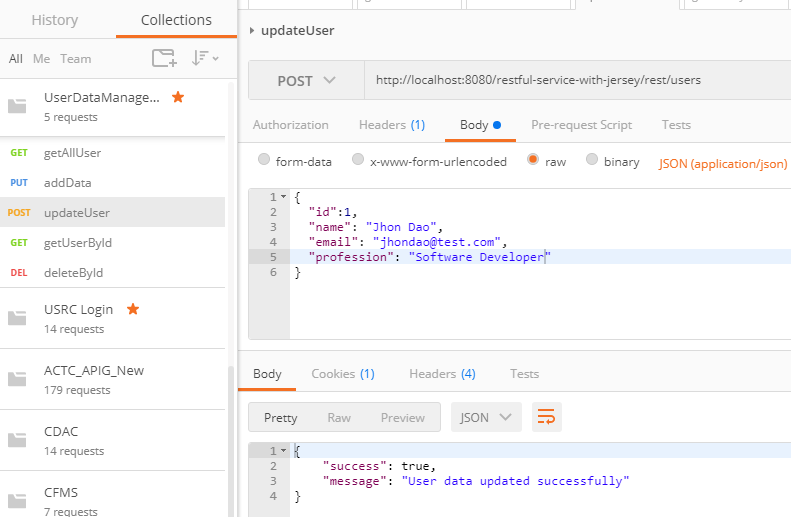 History Collections
All Me Team
UserDataManage...
5 requests
GET getAllUser
PUT addData
POST updateUser
GET getUserById
DEL deleteById
USRC Login
14 requests
ACTC_APIG_New
179 requests
CDAC
14 requests
CFMS
7 requests
updateUser
POST http://localhost:8080/restful-service-with-jersey/rest/users
Authorization Headers (1) Body Pre-request Script Tests
form-data x-www-form-urlencoded raw binary JSON (application/json)
1 {
2 "id":1,
3 "name": "Jhon Dao",
4 "email": "jhondao@test.com",
5 "profession": "Software Developer"
6 }
Body Cookies (1) Headers (4) Tests
Pretty Raw Preview JSON
1 {
2 "success": true,
3 "message": "User data updated successfully"
4 }